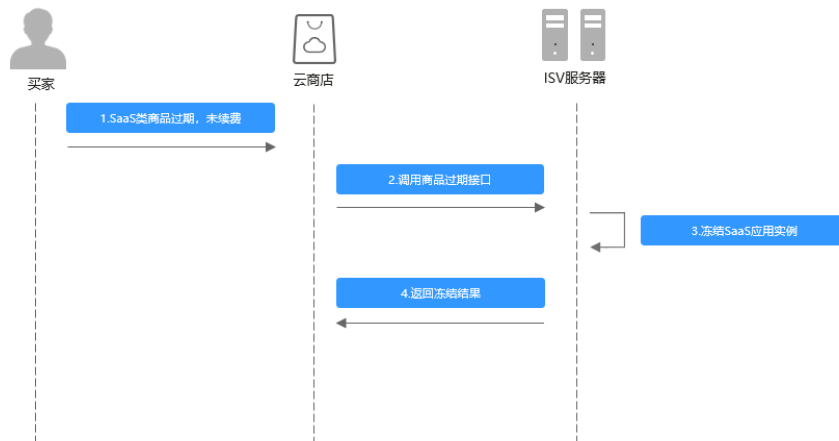 买家
云商店
ISV服务器
1.SaaS类商品过期，未续费
2.调用商品过期接口
3.冻结SaaS应用实例
4.返回冻结结果